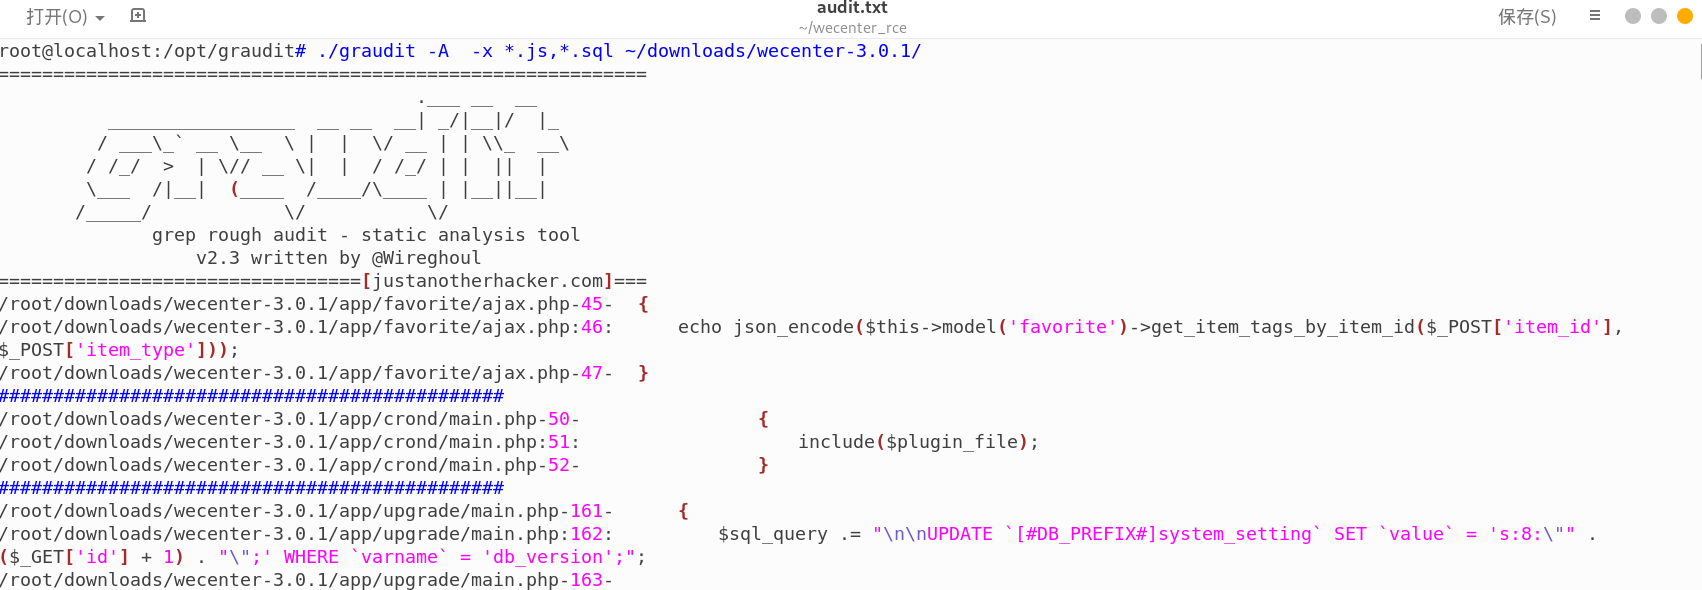 打开(O)
audit.txt
~/wecenter_rce
保存(S)
root@localhost:/opt/graudit# ./graudit -A  -x *.js,*.sql ~/downloads/wecenter-3.0.1/
===========================================================
                                      .___ __  __
          _________________  __ __  __| _/|__|/  |_
         / ___\_` __ \__  \ |  |  \/ __ | | \\_  __\
        / /_/  >  | \// __ \|  |  / /_/ | |  ||  |
        \___  /|__|  (____  /____/\____ | |__||__|
       /_____/            \/           \/
              grep rough audit - static analysis tool
                  v2.3 written by @Wireghoul
=================================[justanotherhacker.com]===
/root/downloads/wecenter-3.0.1/app/favorite/ajax.php-45-  {
/root/downloads/wecenter-3.0.1/app/favorite/ajax.php:46:      echo json_encode($this->model('favorite')->get_item_tags_by_item_id($_POST['item_id'],
$_POST['item_type']));
/root/downloads/wecenter-3.0.1/app/favorite/ajax.php-47-  }
##############################################
/root/downloads/wecenter-3.0.1/app/crond/main.php-50-                {
/root/downloads/wecenter-3.0.1/app/crond/main.php:51:                    include($plugin_file);
/root/downloads/wecenter-3.0.1/app/crond/main.php-52-                }
##############################################
/root/downloads/wecenter-3.0.1/app/upgrade/main.php-161-      {
/root/downloads/wecenter-3.0.1/app/upgrade/main.php:162:          $sql_query .= "\n\nUPDATE `[#DB_PREFIX#]system_setting` SET `value` = 's:8:\"" .
($_GET['id'] + 1) . "\";' WHERE `varname` = 'db_version';";
/root/downloads/wecenter-3.0.1/app/upgrade/main.php-163-